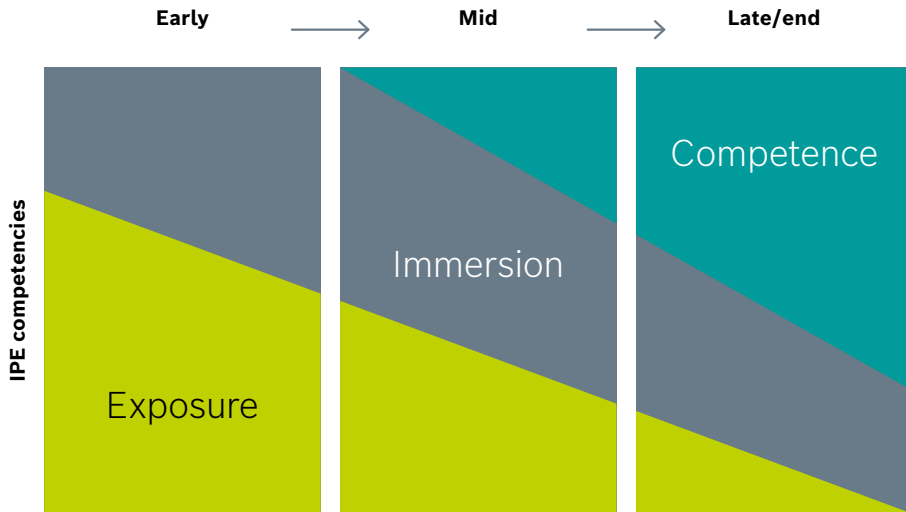 Early
Mid
Late/end
IPE competencies
Competence
Immersion
Exposure